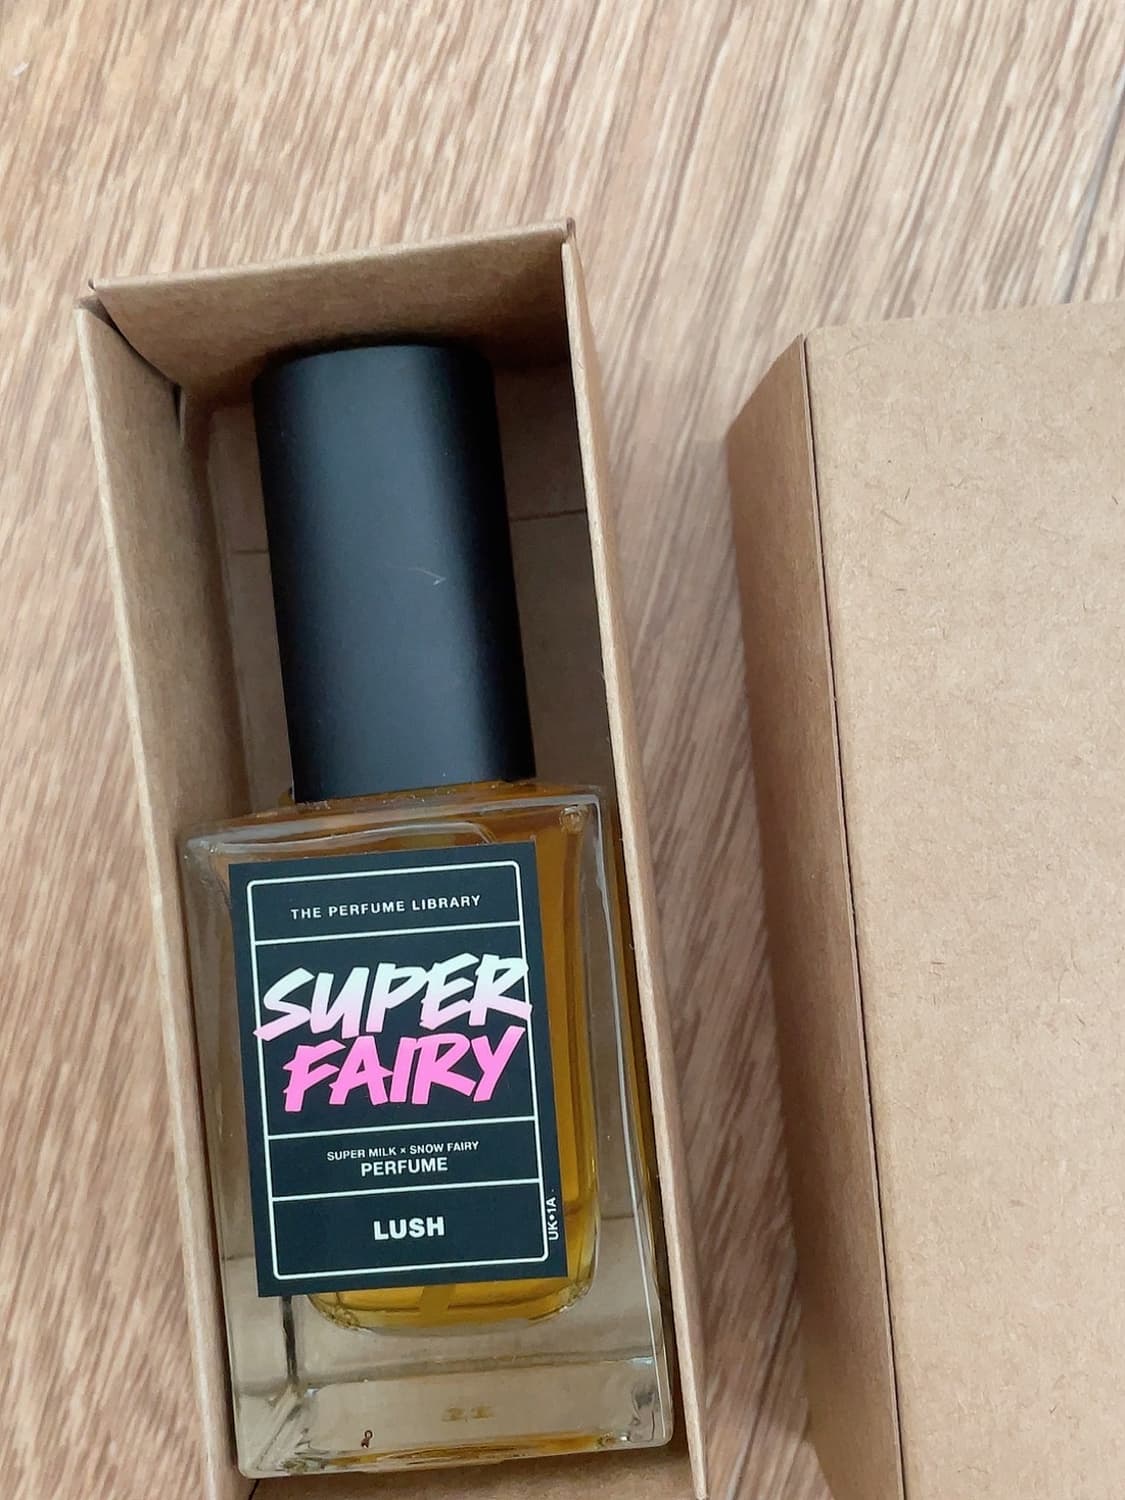 THE PERFUME LIBRARY
SUPER
FAIRY
SUPER MILK × SNOW FAIRY
PERFUME
LUSH
UK•1A